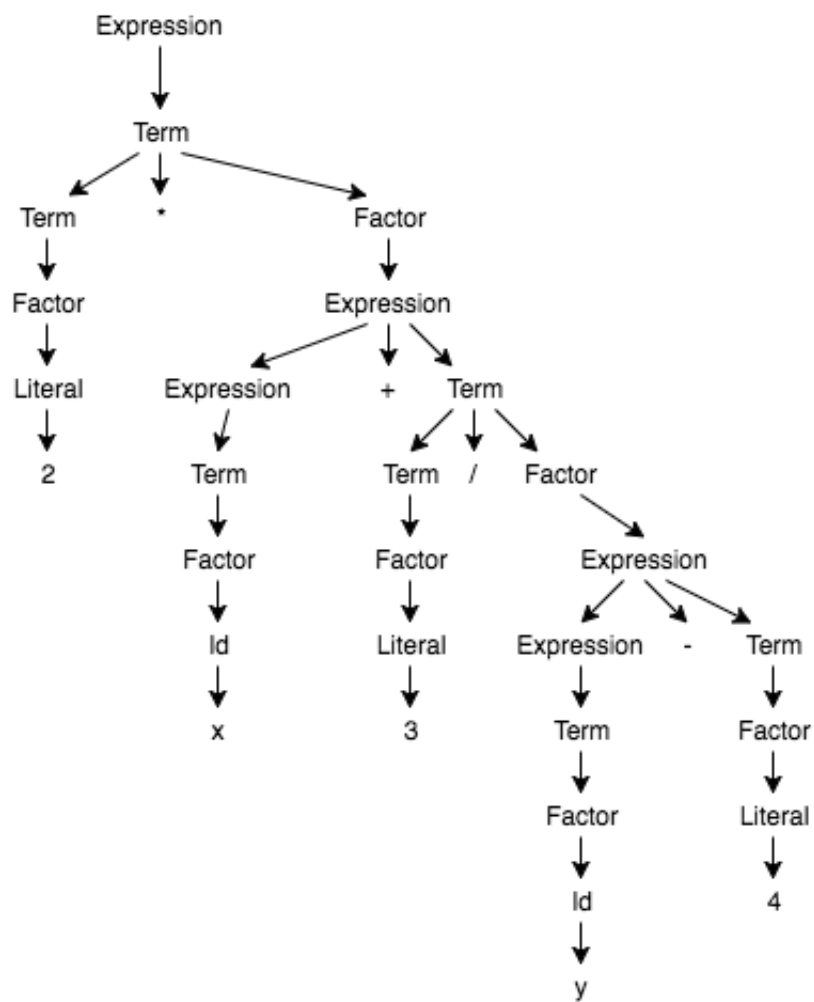 Expression
Term
Term * Factor
Factor Expression
Literal Expression + Term
2 Term Term / Factor
Factor Factor Expression
Id Literal Expression - Term
x 3 Term Factor
Factor Literal
Id 4
y